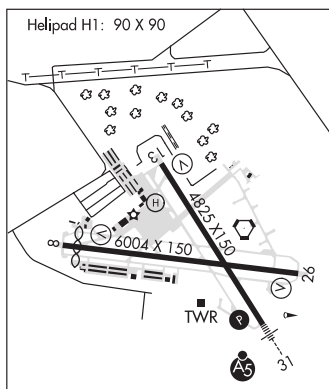 Helipad H1: 90 X 90
T T T T T T
13
V
H
4825 X 150
V
8
6004 X 150
26
V
TWR
P
31
A5